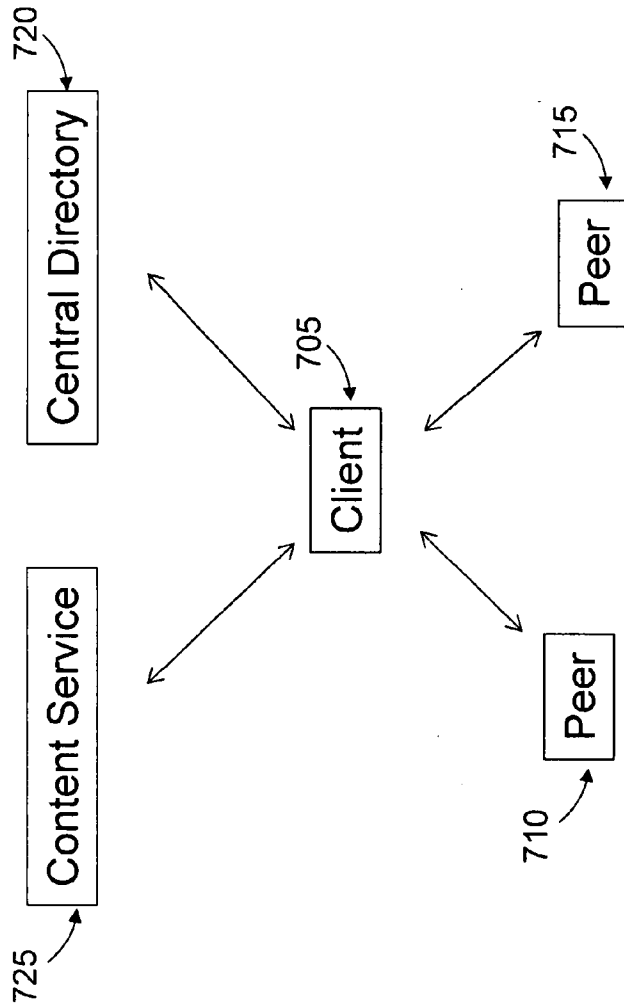 725
Content Service
Central Directory
720
Client
705
710
Peer
Peer
715